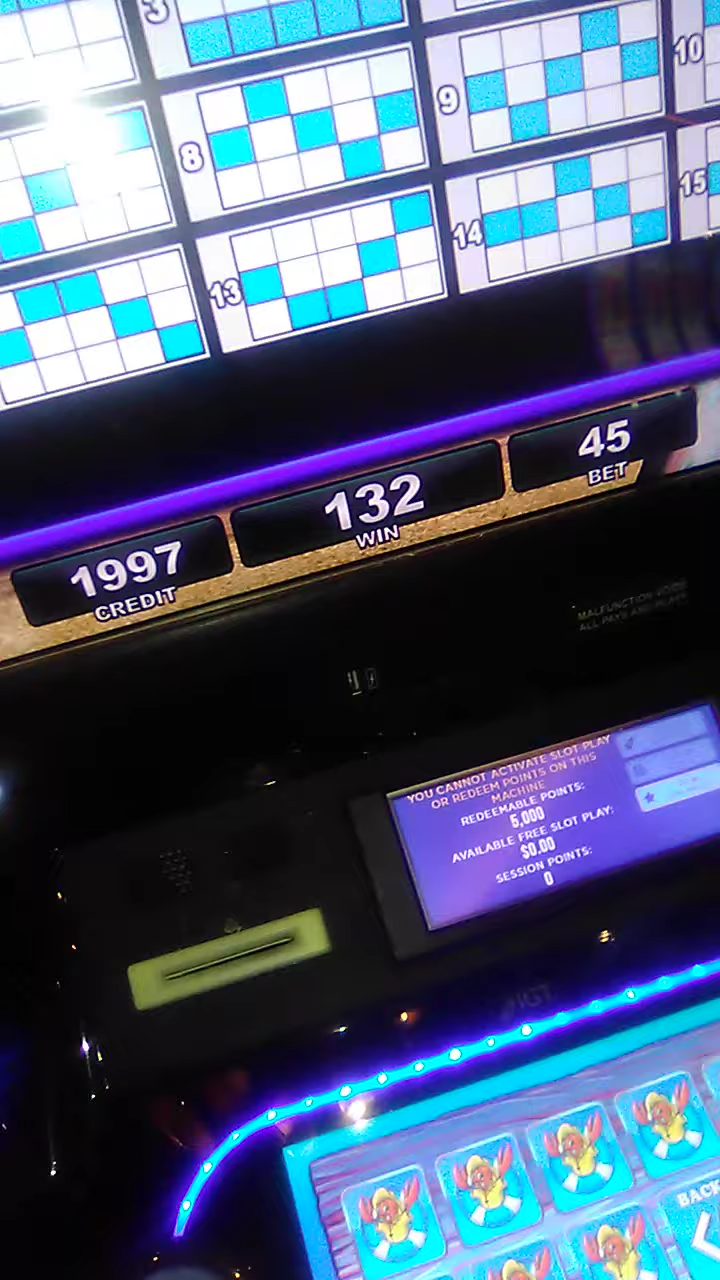 3
8
9
10
13
14
15
1997
CREDIT
132
WIN
45
BET
MALFUNCTION VOIDS
ALL PAYS AND PLAYS
YOU CANNOT ACTIVATE SLOT PLAY
OR REDEEM POINTS ON THIS
MACHINE
REDEEMABLE POINTS:
5,000
AVAILABLE FREE SLOT PLAY:
$0.00
SESSION POINTS:
0
IGT
BACK